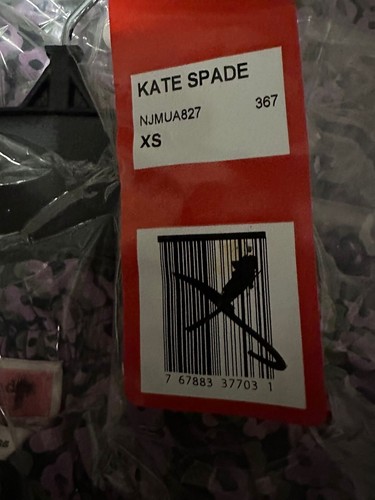 KATE SPADE
NJMUA827 367
XS
7 67883 37703 1